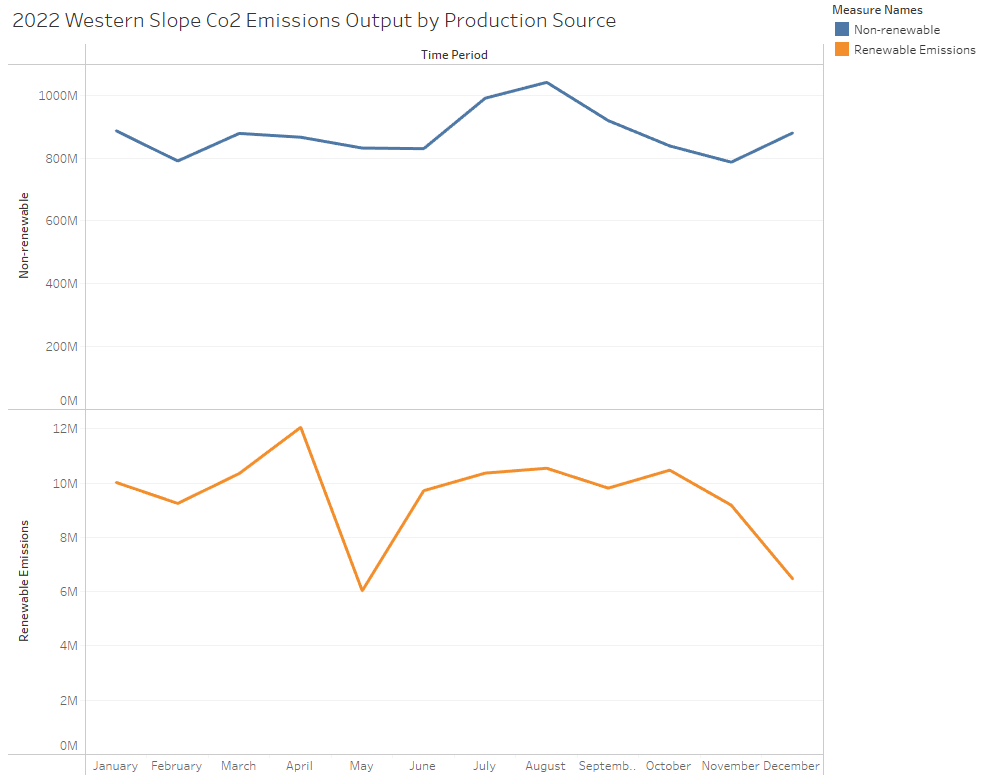 2022 Western Slope Co2 Emissions Output by Production Source
Measure Names
Non-renewable
Renewable Emissions
Time Period
1000M
800M
600M
400M
200M
0M
Non-renewable
12M
10M
8M
6M
4M
2M
0M
Renewable Emissions
January February March April May June July August Septemb.. October November December